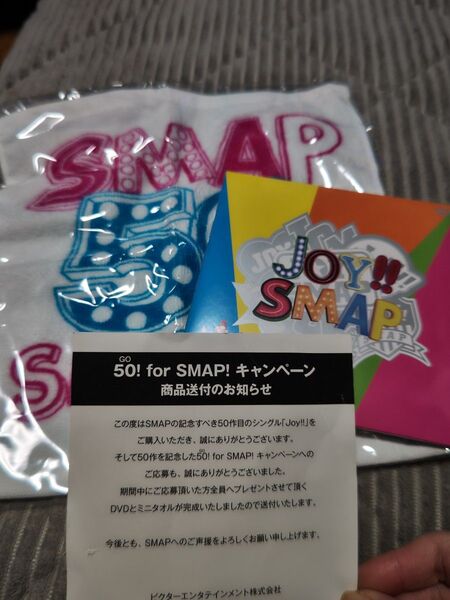 SMAP
50
S
JOY!!
SMAP
GO
50! for SMAP! キャンペーン
商品送付のお知らせ
この度はSMAPの記念すべき50作目のシングル「Joy!!」を
ご購入いただき、誠にありがとうございます。
そして50作を記念した50! for SMAP! キャンペーンへの
ご応募も、誠にありがとうございました。
期間中にご応募頂いた方全員へプレゼントさせて頂く
DVDとミニタオルが完成いたしましたので送付いたします。
今後とも、SMAPへのご声援をよろしくお願い申し上げます。
ビクターエンタテインメント株式会社